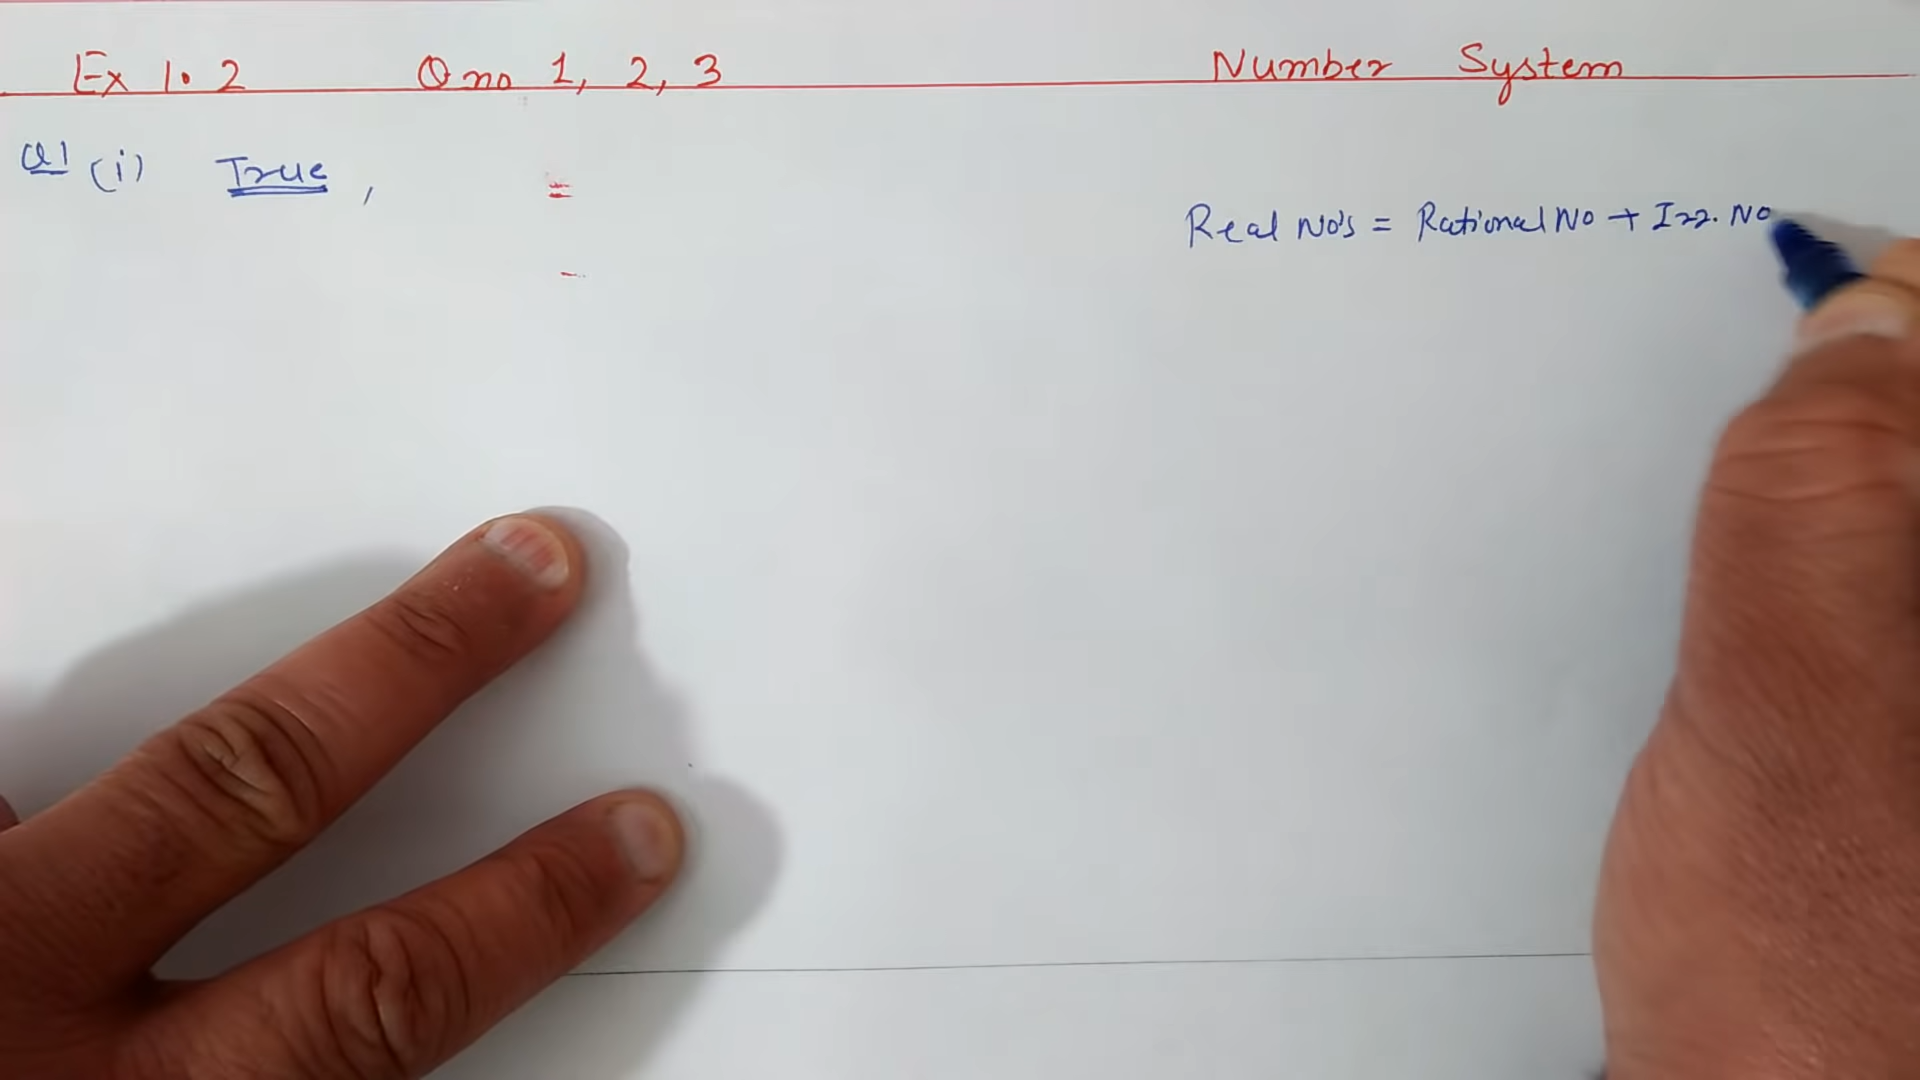 Ex 1.2 Q no 1, 2, 3 Number System
Q1 (i) True,
Real No's = Rational No + Irr. No